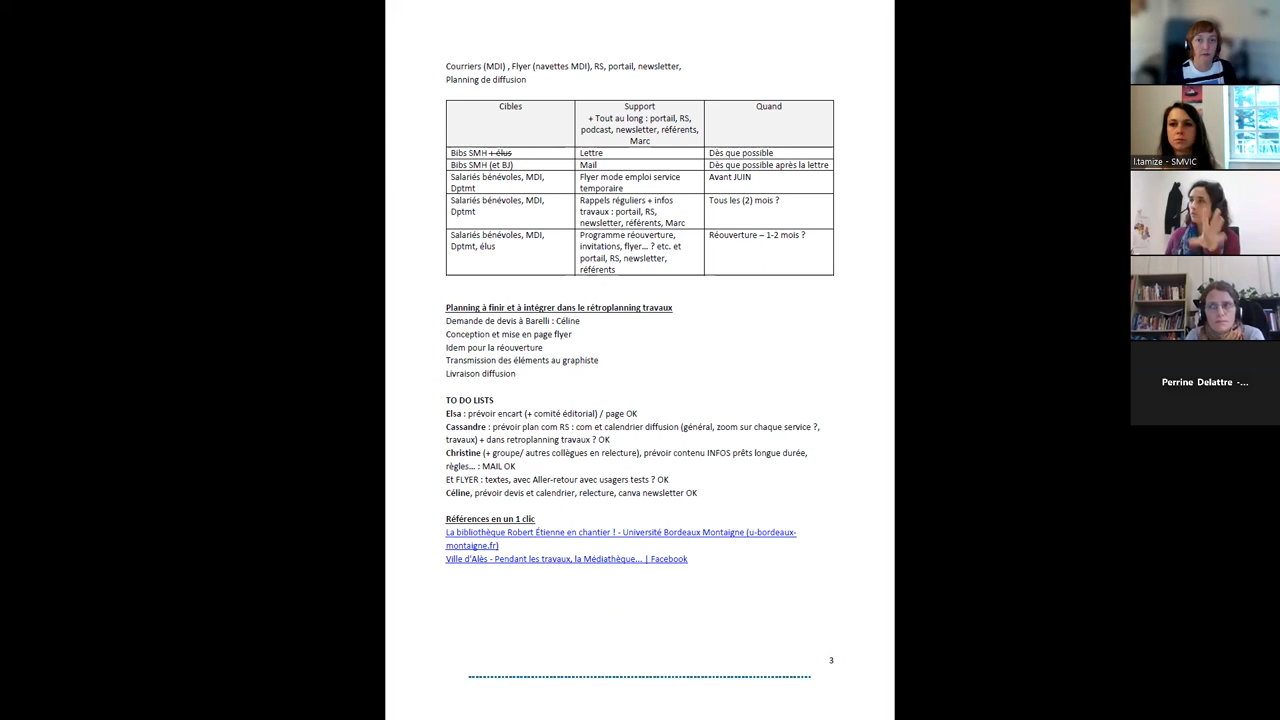 Courriers (MDI) , Flyer (navettes MDI), RS, portail, newsletter,
Planning de diffusion
Cibles
Support
+ Tout au long : portail, RS,
podcast, newsletter, référents,
Marc
Quand
Bibs SMH + élus
Lettre
Dès que possible
Bibs SMH (et BJ)
Mail
Dès que possible après la lettre
Salariés bénévoles, MDI,
Dptmt
Flyer mode emploi service
temporaire
Avant JUIN
Salariés bénévoles, MDI,
Dptmt
Rappels réguliers + infos
travaux : portail, RS,
newsletter, référents, Marc
Tous les (2) mois ?
Salariés bénévoles, MDI,
Dptmt, élus
Programme réouverture,
invitations, flyer... ? etc. et
portail, RS, newsletter,
référents
Réouverture – 1-2 mois ?
Planning à finir et à intégrer dans le rétroplanning travaux
Demande de devis à Barelli : Céline
Conception et mise en page flyer
Idem pour la réouverture
Transmission des éléments au graphiste
Livraison diffusion
TO DO LISTS
Elsa : prévoir encart (+ comité éditorial) / page OK
Cassandre : prévoir plan com RS : com et calendrier diffusion (général, zoom sur chaque service ?,
travaux) + dans retroplanning travaux ? OK
Christine (+ groupe/ autres collègues en relecture), prévoir contenu INFOS prêts longue durée,
règles... : MAIL OK
Et FLYER : textes, avec Aller-retour avec usagers tests ? OK
Céline, prévoir devis et calendrier, relecture, canva newsletter OK
Références en un 1 clic
La bibliothèque Robert Étienne en chantier ! - Université Bordeaux Montaigne (u-bordeaux-
montaigne.fr)
Ville d'Alès - Pendant les travaux, la Médiathèque... | Facebook
3
l.tamize - SMVIC
Perrine Delattre -...